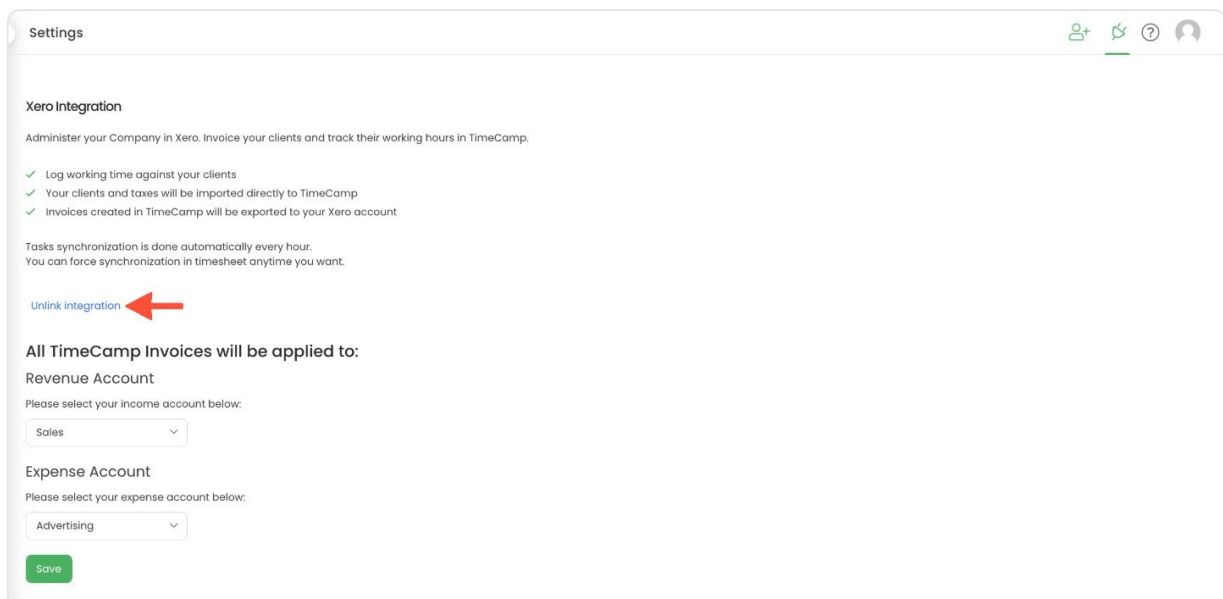 Settings
Xero Integration
Administer your Company in Xero. Invoice your clients and track their working hours in TimeCamp.
Log working time against your clients
Your clients and taxes will be imported directly to TimeCamp
Invoices created in TimeCamp will be exported to your Xero account
Tasks synchronization is done automatically every hour.
You can force synchronization in timesheet anytime you want.
Unlink integration
All TimeCamp Invoices will be applied to:
Revenue Account
Please select your income account below:
Sales
Expense Account
Please select your expense account below:
Advertising
Save